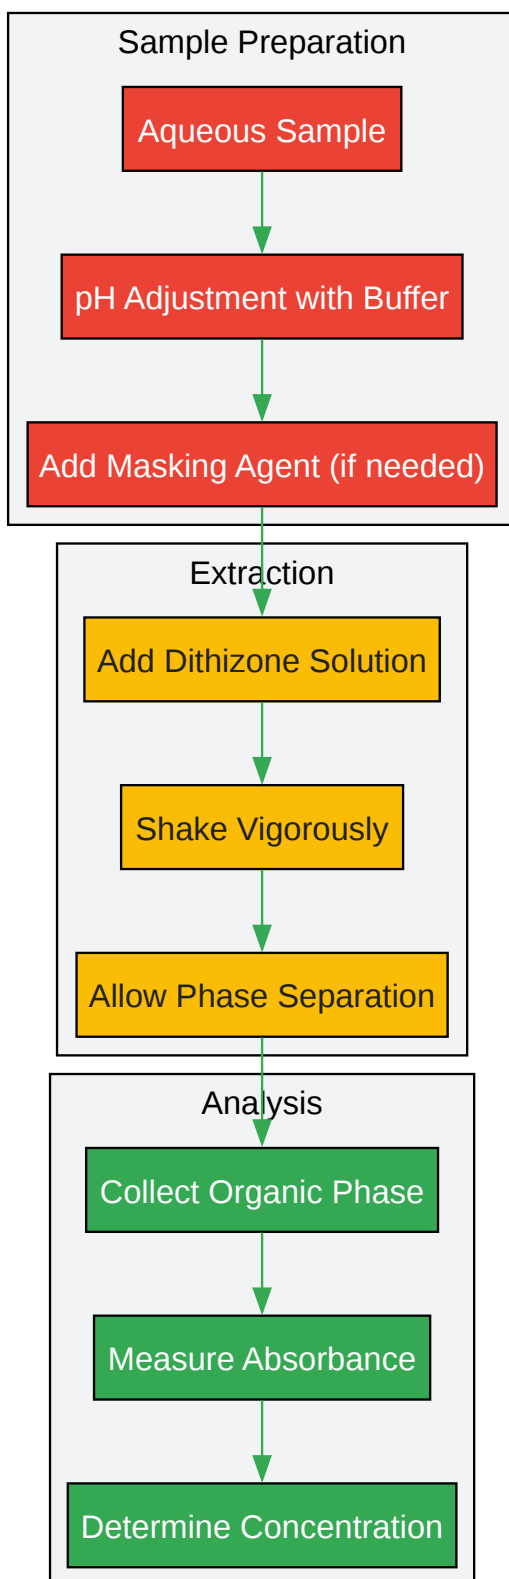 Sample Preparation
Aqueous Sample
pH Adjustment with Buffer
Add Masking Agent (if needed)
Extraction
Add Dithizone Solution
Shake Vigorously
Allow Phase Separation
Analysis
Collect Organic Phase
Measure Absorbance
Determine Concentration